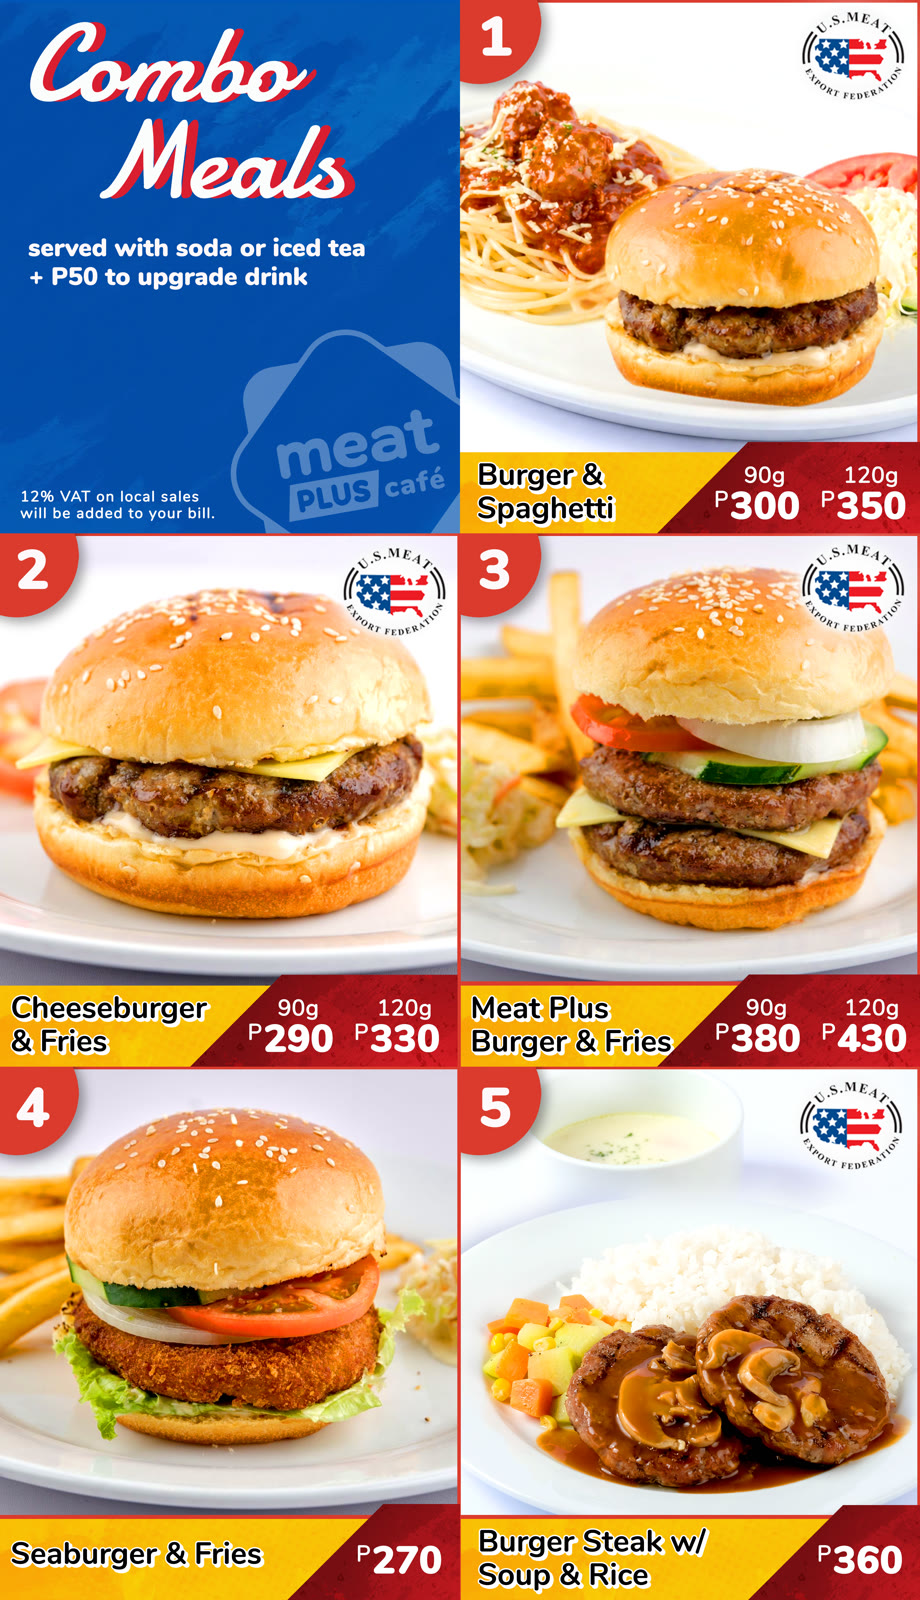 Combo
Meals
served with soda or iced tea
+ P50 to upgrade drink
meat
PLUS café
12% VAT on local sales
will be added to your bill.
1
U.S. MEAT
EXPORT FEDERATION
Burger &
Spaghetti
90g
P300
120g
P350
2
U.S. MEAT
EXPORT FEDERATION
Cheeseburger
& Fries
90g
P290
120g
P330
3
U.S. MEAT
EXPORT FEDERATION
Meat Plus
Burger & Fries
90g
P380
120g
P430
4
Seaburger & Fries
P270
5
U.S. MEAT
EXPORT FEDERATION
Burger Steak w/
Soup & Rice
P360